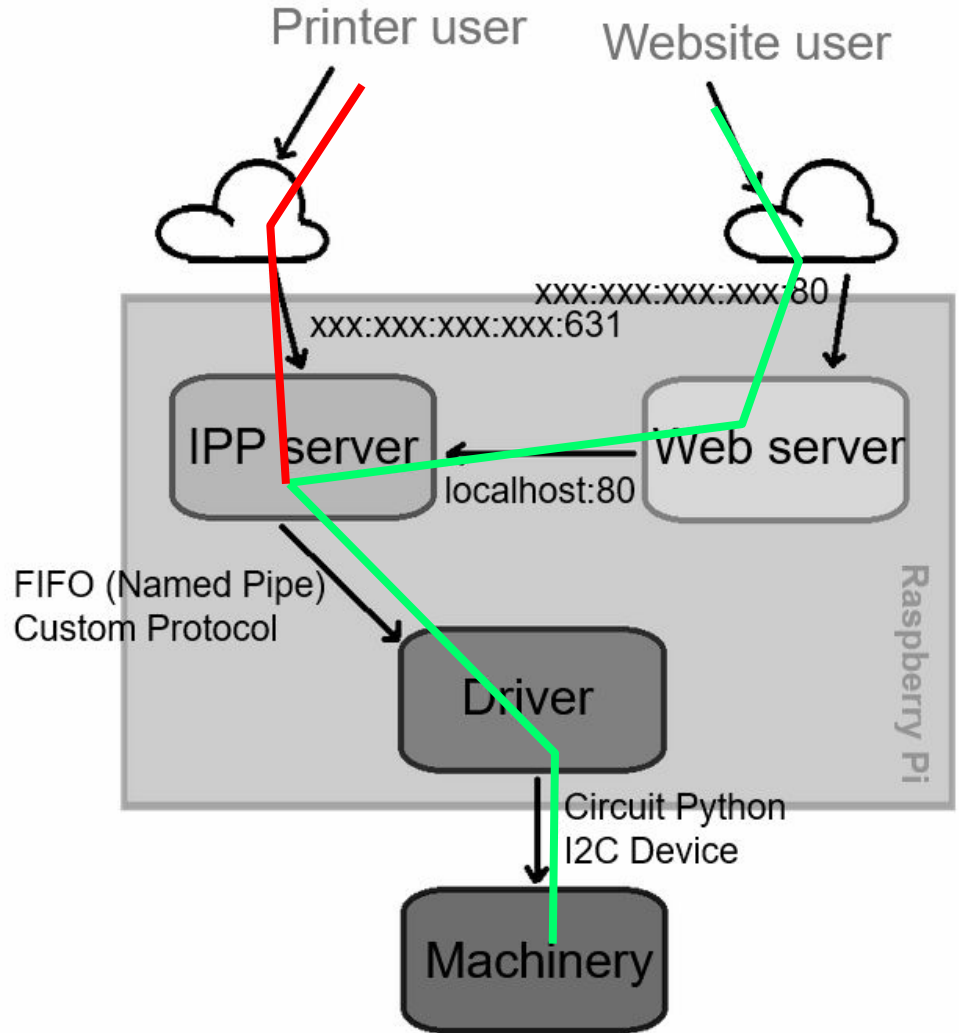 Printer user
Website user
xxx:xxx:xxx:xxx:80
xxx:xxx:xxx:xxx:631
IPP server
Web server
localhost:80
FIFO (Named Pipe)
Custom Protocol
Raspberry Pi
Driver
Circuit Python
I2C Device
Machinery